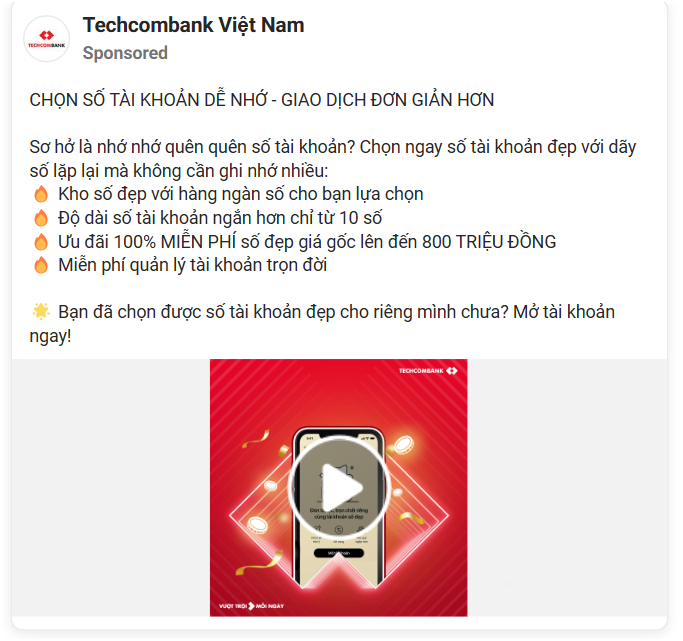 TECHCOMBANK
Techcombank Việt Nam
Sponsored
CHỌN SỐ TÀI KHOẢN DỄ NHỚ - GIAO DỊCH ĐƠN GIẢN HƠN
Sơ hở là nhớ nhớ quên quên số tài khoản? Chọn ngay số tài khoản đẹp với dãy
số lặp lại mà không cần ghi nhớ nhiều:
🔥 Kho số đẹp với hàng ngàn số cho bạn lựa chọn
🔥 Độ dài số tài khoản ngắn hơn chỉ từ 10 số
🔥 Ưu đãi 100% MIỄN PHÍ số đẹp giá gốc lên đến 800 TRIỆU ĐỒNG
🔥 Miễn phí quản lý tài khoản trọn đời
🌟 Bạn đã chọn được số tài khoản đẹp cho riêng mình chưa? Mở tài khoản
ngay!
TECHCOMBANK
VƯỢT TRỘI MỖI NGÀY